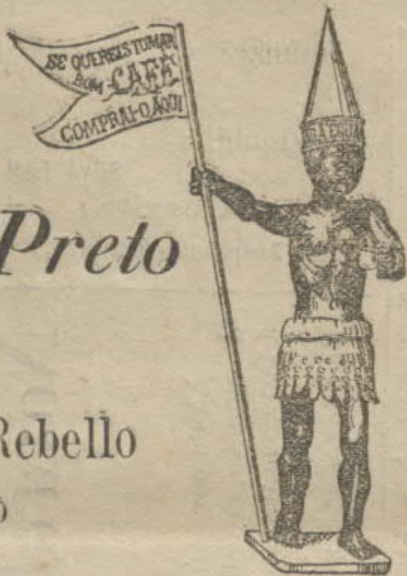 SE QUEREIS TOMAR
BOM CAFÉ
COMPRAI-O AQUI
Preto
Rebello